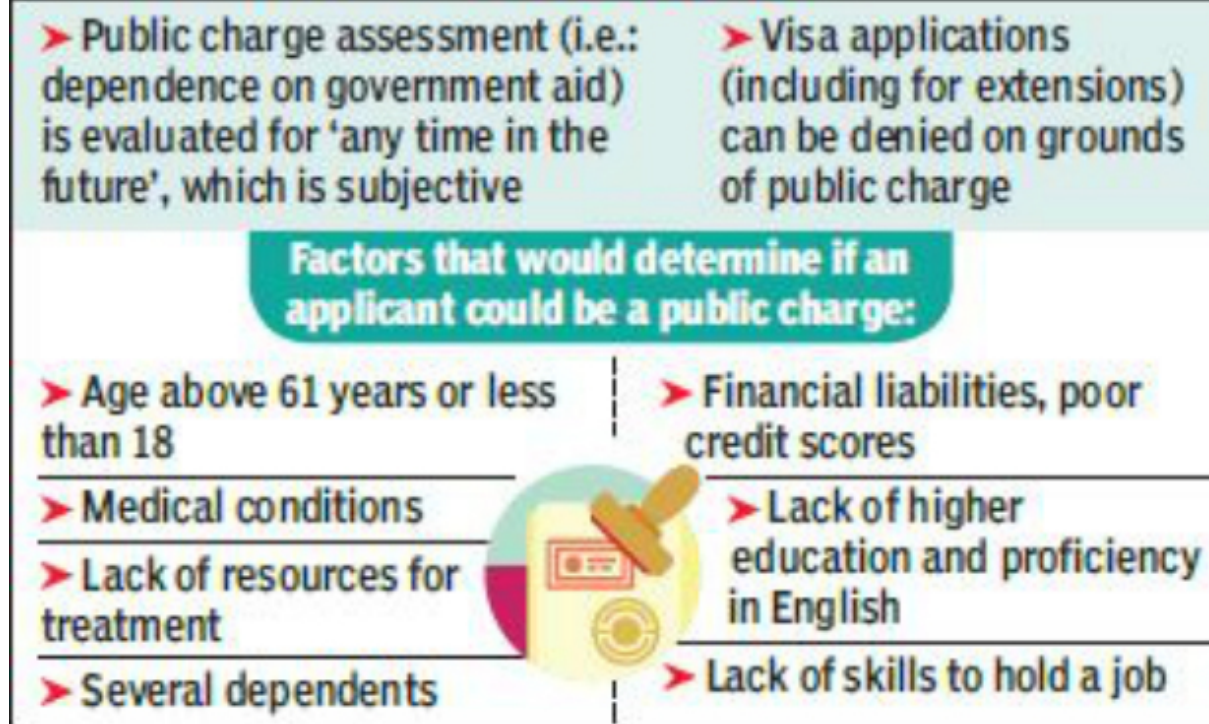 ➤ Public charge assessment (i.e.:
dependence on government aid)
is evaluated for ‘any time in the
future’, which is subjective
➤ Visa applications
(including for extensions)
can be denied on grounds
of public charge
Factors that would determine if an
applicant could be a public charge:
➤ Age above 61 years or less
than 18
➤ Medical conditions
➤ Lack of resources for
treatment
➤ Several dependents
➤ Financial liabilities, poor
credit scores
➤ Lack of higher
education and proficiency
in English
➤ Lack of skills to hold a job